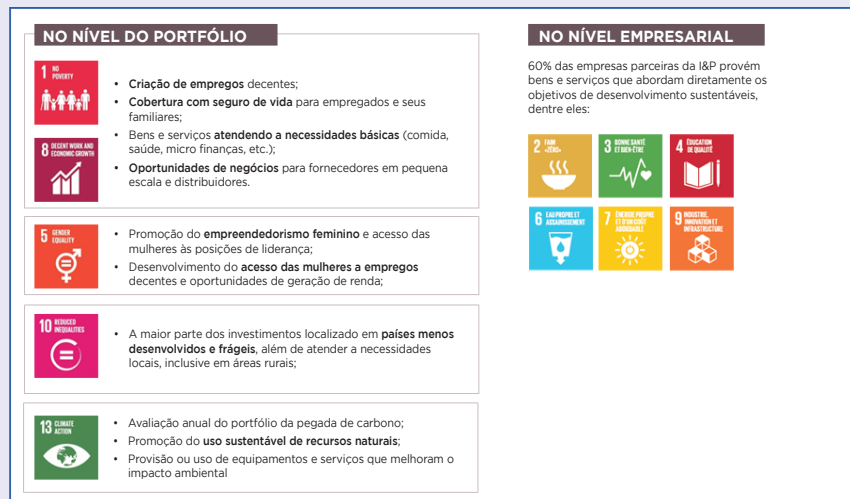 NO NÍVEL DO PORTFÓLIO
1 NO
POVERTY
8 DECENT WORK AND
ECONOMIC GROWTH
• Criação de empregos decentes;
• Cobertura com seguro de vida para empregados e seus
familiares;
• Bens e serviços atendendo a necessidades básicas (comida,
saúde, micro finanças, etc.);
• Oportunidades de negócios para fornecedores em pequena
escala e distribuidores.
5 GENDER
EQUALITY
• Promoção do empreendedorismo feminino e acesso das
mulheres às posições de liderança;
• Desenvolvimento do acesso das mulheres a empregos
decentes e oportunidades de geração de renda;
10 REDUCED
INEQUALITIES
• A maior parte dos investimentos localizado em países menos
desenvolvidos e frágeis, além de atender a necessidades
locais, inclusive em áreas rurais;
13 CLIMATE
ACTION
• Avaliação anual do portfólio da pegada de carbono;
• Promoção do uso sustentável de recursos naturais;
• Provisão ou uso de equipamentos e serviços que melhoram o
impacto ambiental
NO NÍVEL EMPRESARIAL
60% das empresas parceiras da I&P provém
bens e serviços que abordam diretamente os
objetivos de desenvolvimento sustentáveis,
dentre eles:
2 FAIM
«ZÉRO»
3 BONNE SANTÉ
ET BIEN-ÊTRE
4 ÉDUCATION
DE QUALITÉ
6 EAU PROPRE ET
ASSAINISSEMENT
7 ÉNERGIE PROPRE
ET D'UN COÛT
ABORDABLE
9 INDUSTRIE,
INNOVATION ET
INFRASTRUCTURE